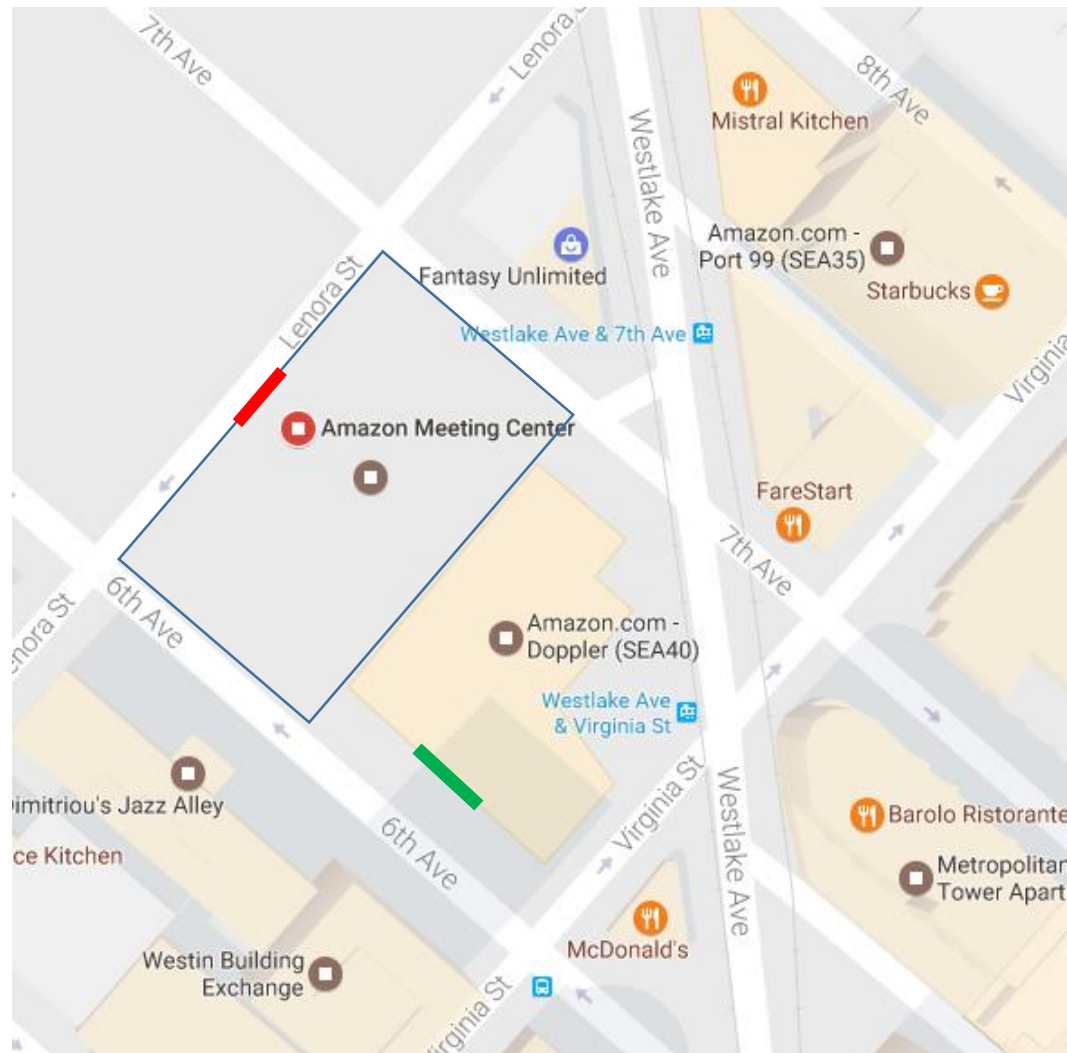 7th Ave
Lenora S
8th Ave
Mistral Kitchen
Westlake Ave
Amazon.com -
Port 99 (SEA35)
Fantasy Unlimited
Lenora St
Starbucks
Westlake Ave & 7th Ave
Virginia
Amazon Meeting Center
FareStart
7th Ave
6th Ave
enora St
Amazon.com -
Doppler (SEA40)
Westlake Ave
& Virginia St
Dimitriou's Jazz Alley
Virginia St
Westlake Ave
Barolo Ristorante
6th Ave
ce Kitchen
Metropolitan
Tower Apart
McDonald's
Westin Building
Exchange
Virginia St